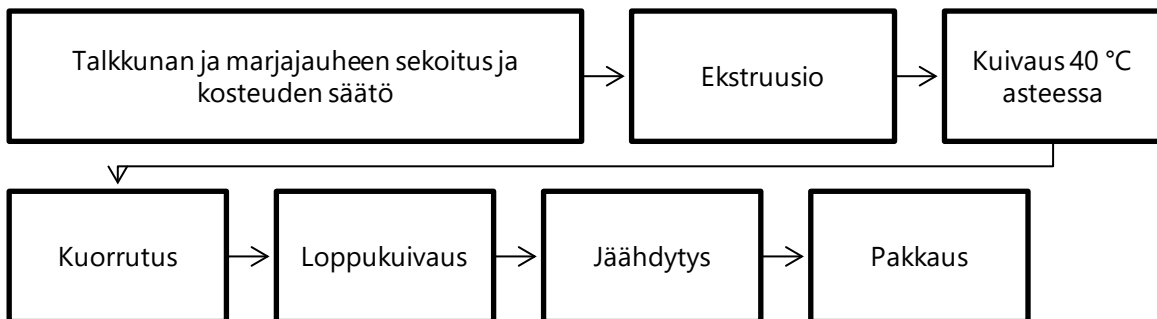 Talkkunan ja marjajauheen sekoitus ja
kosteuden säätö
Ekstruusio
Kuivaus 40 °C
asteessa
Kuorrutus
Loppukuivaus
Jäähdytys
Pakkaus